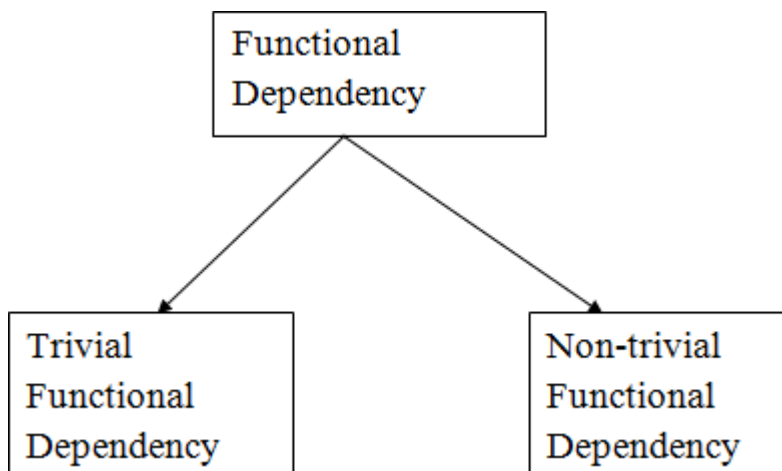 Functional
Dependency
Trivial
Functional
Dependency
Non-trivial
Functional
Dependency